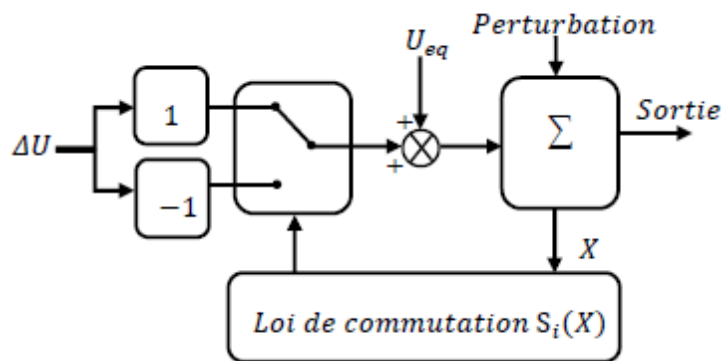 Perturbation
U_eq
1
ΔU
-1
+
+
Σ
Sortie
X
Loi de commutation S_i(X)